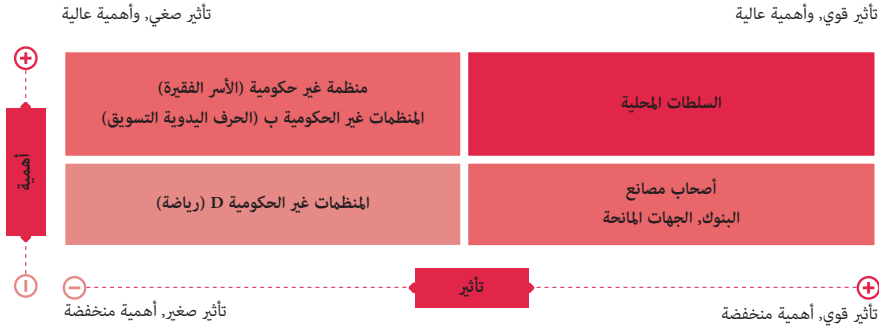 تأثير قوي, وأهمية عالية
تأثير صغي, وأهمية عالية
السلطات المحلية
منظمة غير حكومية (الأسر الفقيرة)
المنظمات غير الحكومية ب (الحرف اليدوية التسويق)
أهمية
أصحاب مصانع
البنوك, الجهات المانحة
المنظمات غير الحكومية D (رياضة)
تأثير
تأثير قوي, أهمية منخفضة
تأثير صغير, أهمية منخفضة